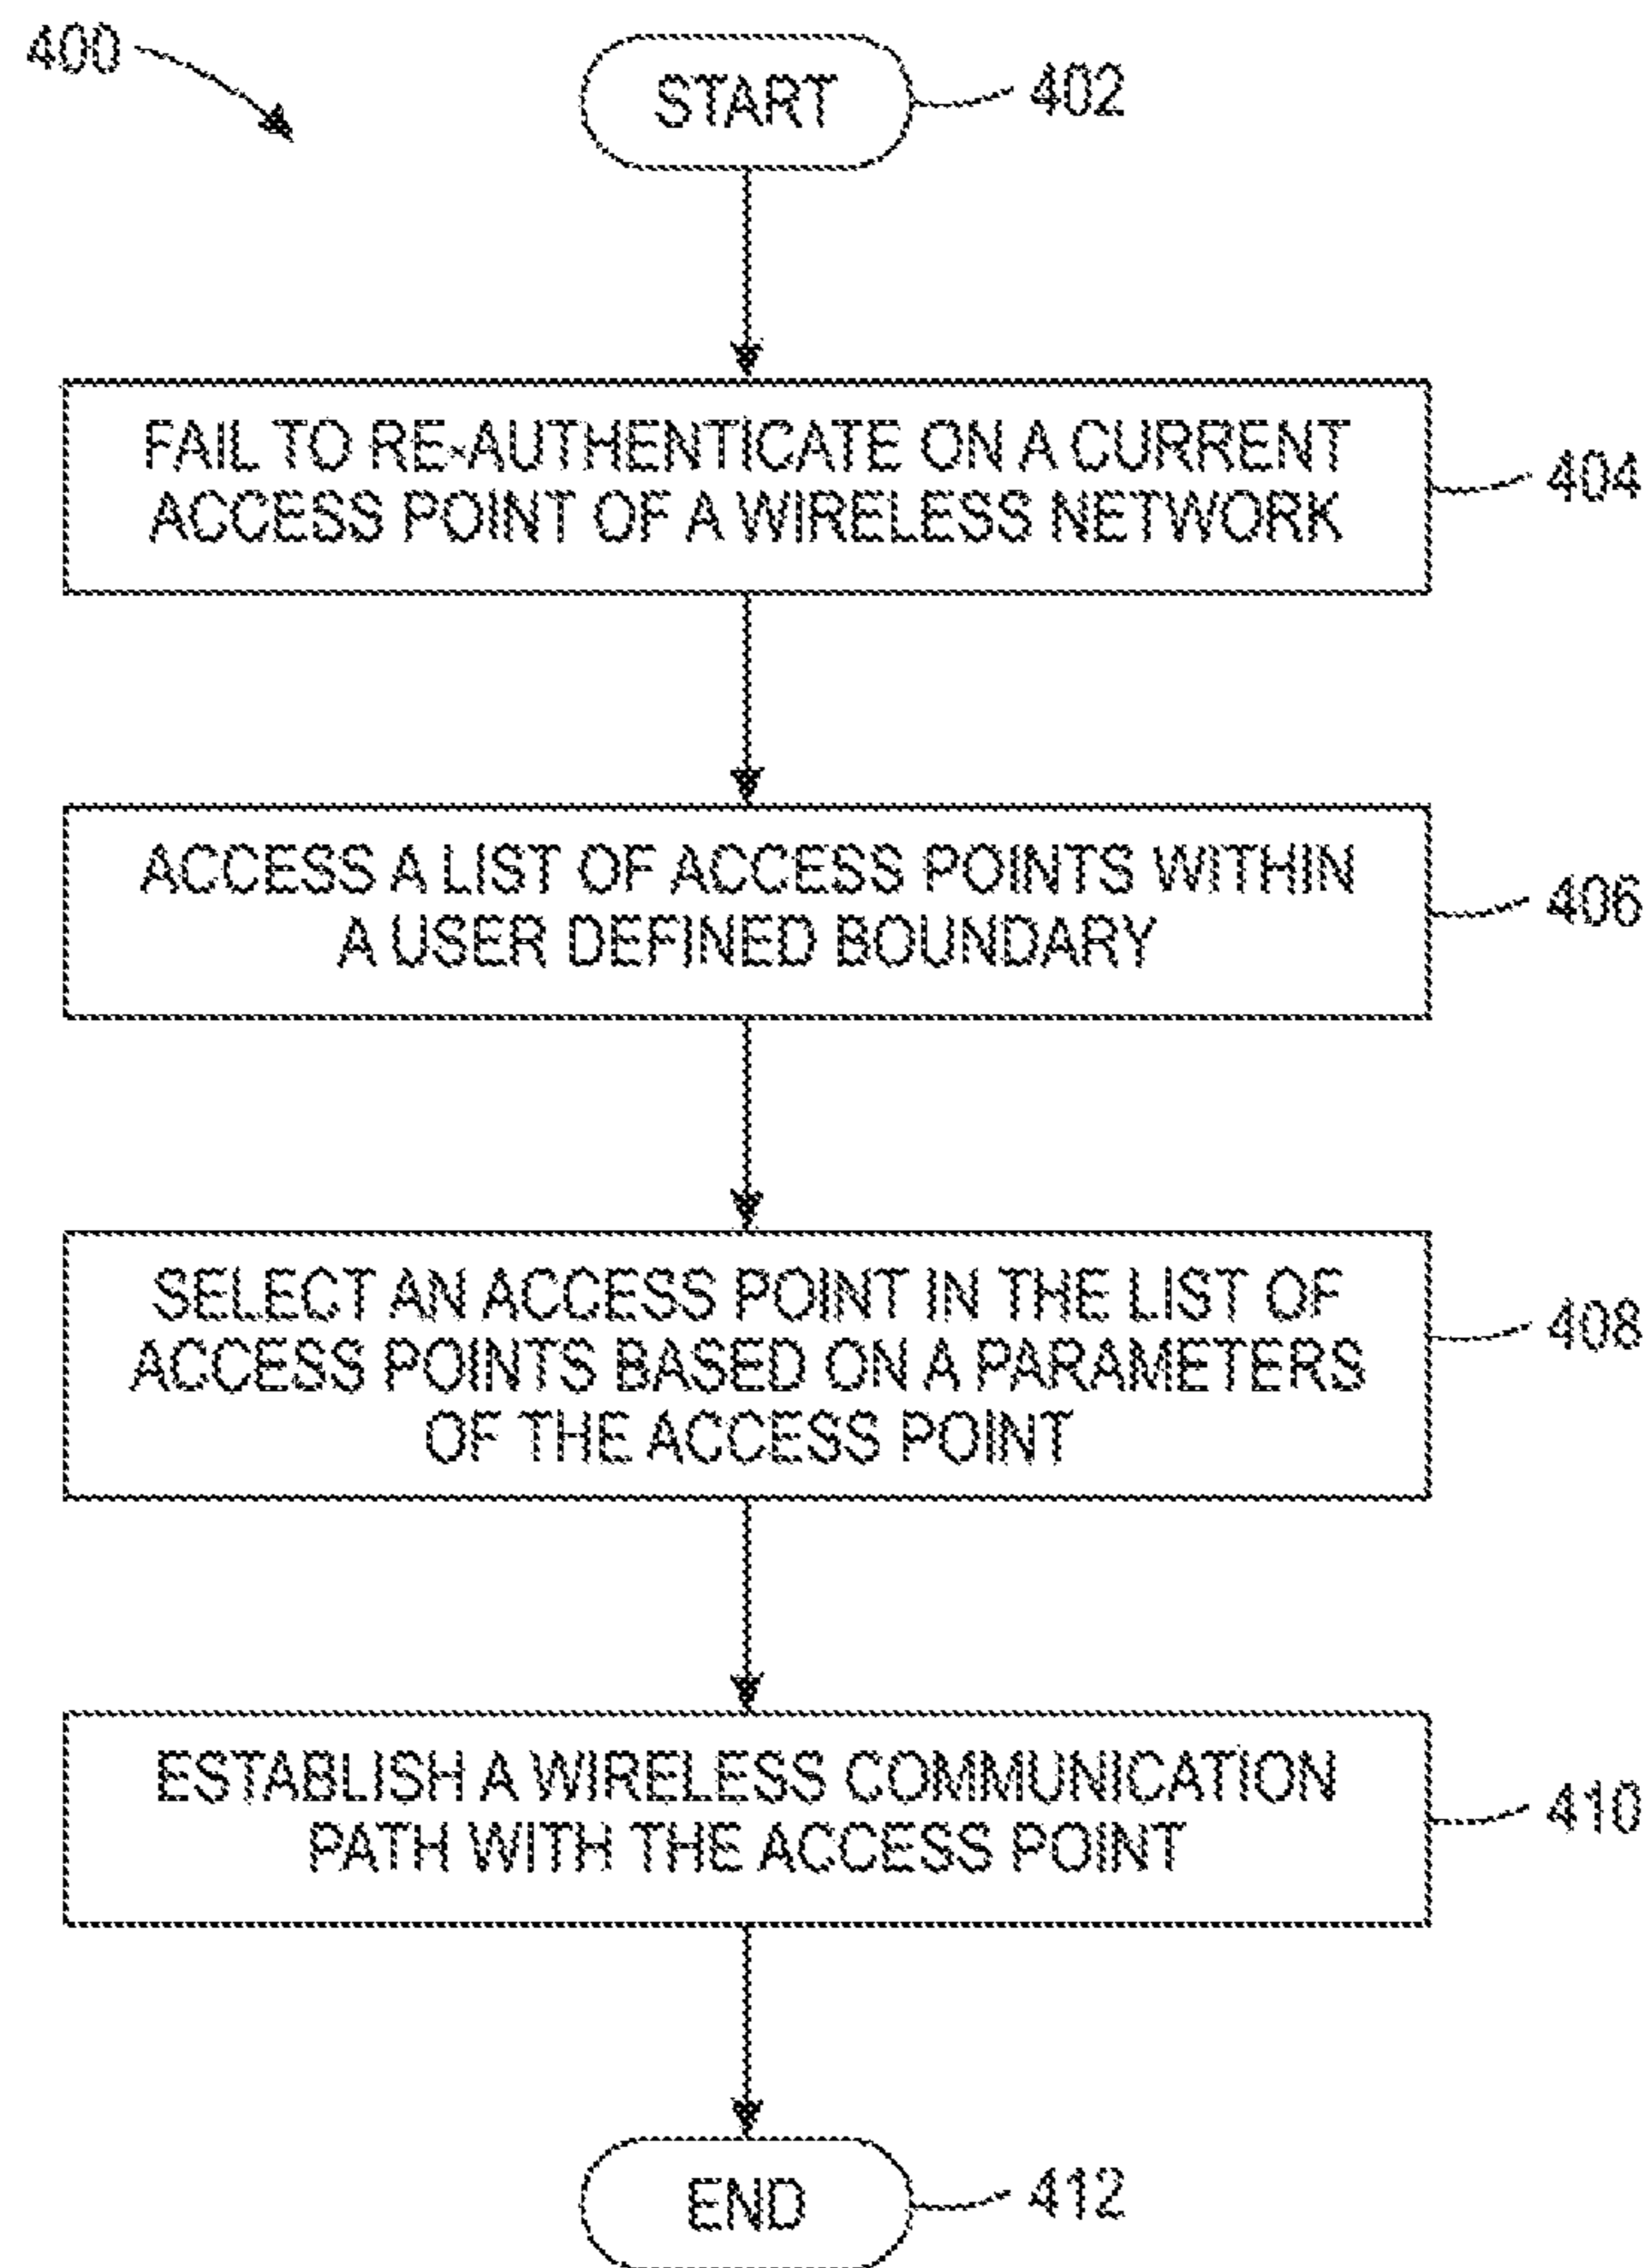 400
START
402
FAIL TO RE-AUTHENTICATE ON A CURRENT
ACCESS POINT OF A WIRELESS NETWORK
404
ACCESS A LIST OF ACCESS POINTS WITHIN
A USER DEFINED BOUNDARY
406
SELECT AN ACCESS POINT IN THE LIST OF
ACCESS POINTS BASED ON A PARAMETERS
OF THE ACCESS POINT
408
ESTABLISH A WIRELESS COMMUNICATION
PATH WITH THE ACCESS POINT
410
END
412